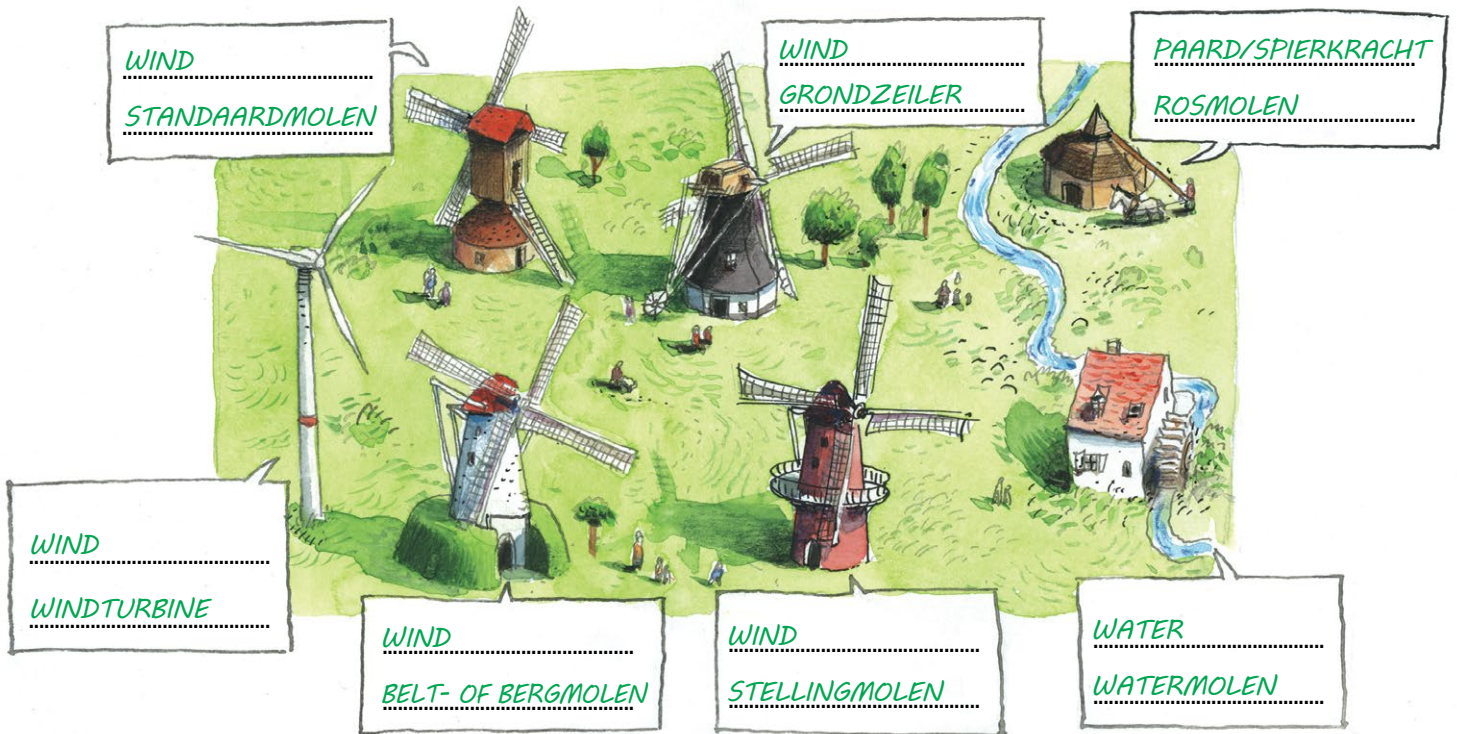 WIND
STANDAARDMOLEN
WIND
GRONDZEILER
PAARD/SPIERKRACHT
ROSMOLEN
WIND
WINDTURBINE
WIND
BELT- OF BERGMOLEN
WIND
STELLINGMOLEN
WATER
WATERMOLEN